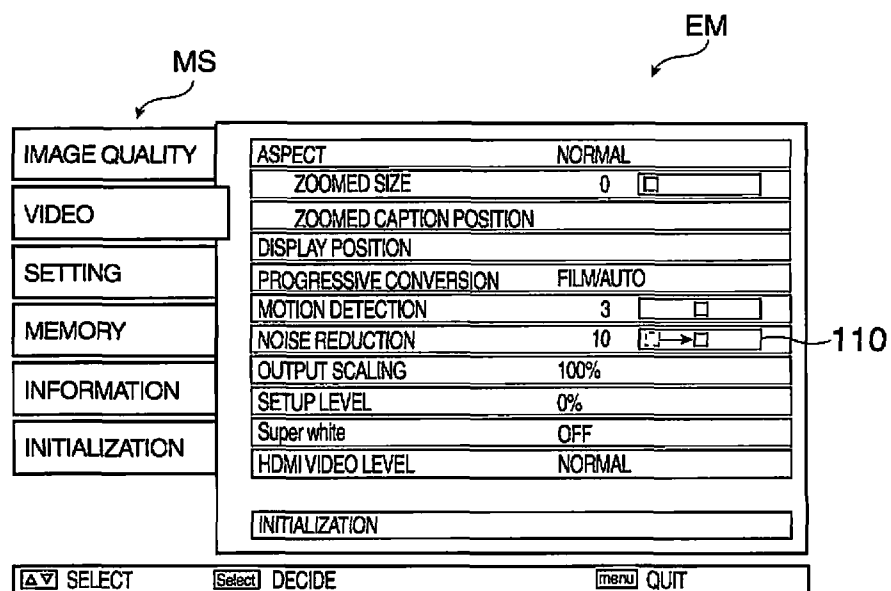 EM
MS
IMAGE QUALITY
VIDEO
SETTING
MEMORY
INFORMATION
INITIALIZATION
ASPECT NORMAL
ZOOMED SIZE 0
ZOOMED CAPTION POSITION
DISPLAY POSITION
PROGRESSIVE CONVERSION FILM/AUTO
MOTION DETECTION 3
NOISE REDUCTION 10
110
OUTPUT SCALING 100%
SETUP LEVEL 0%
Super white OFF
HDMI VIDEO LEVEL NORMAL
INITIALIZATION
△▽ SELECT Select DECIDE menu QUIT